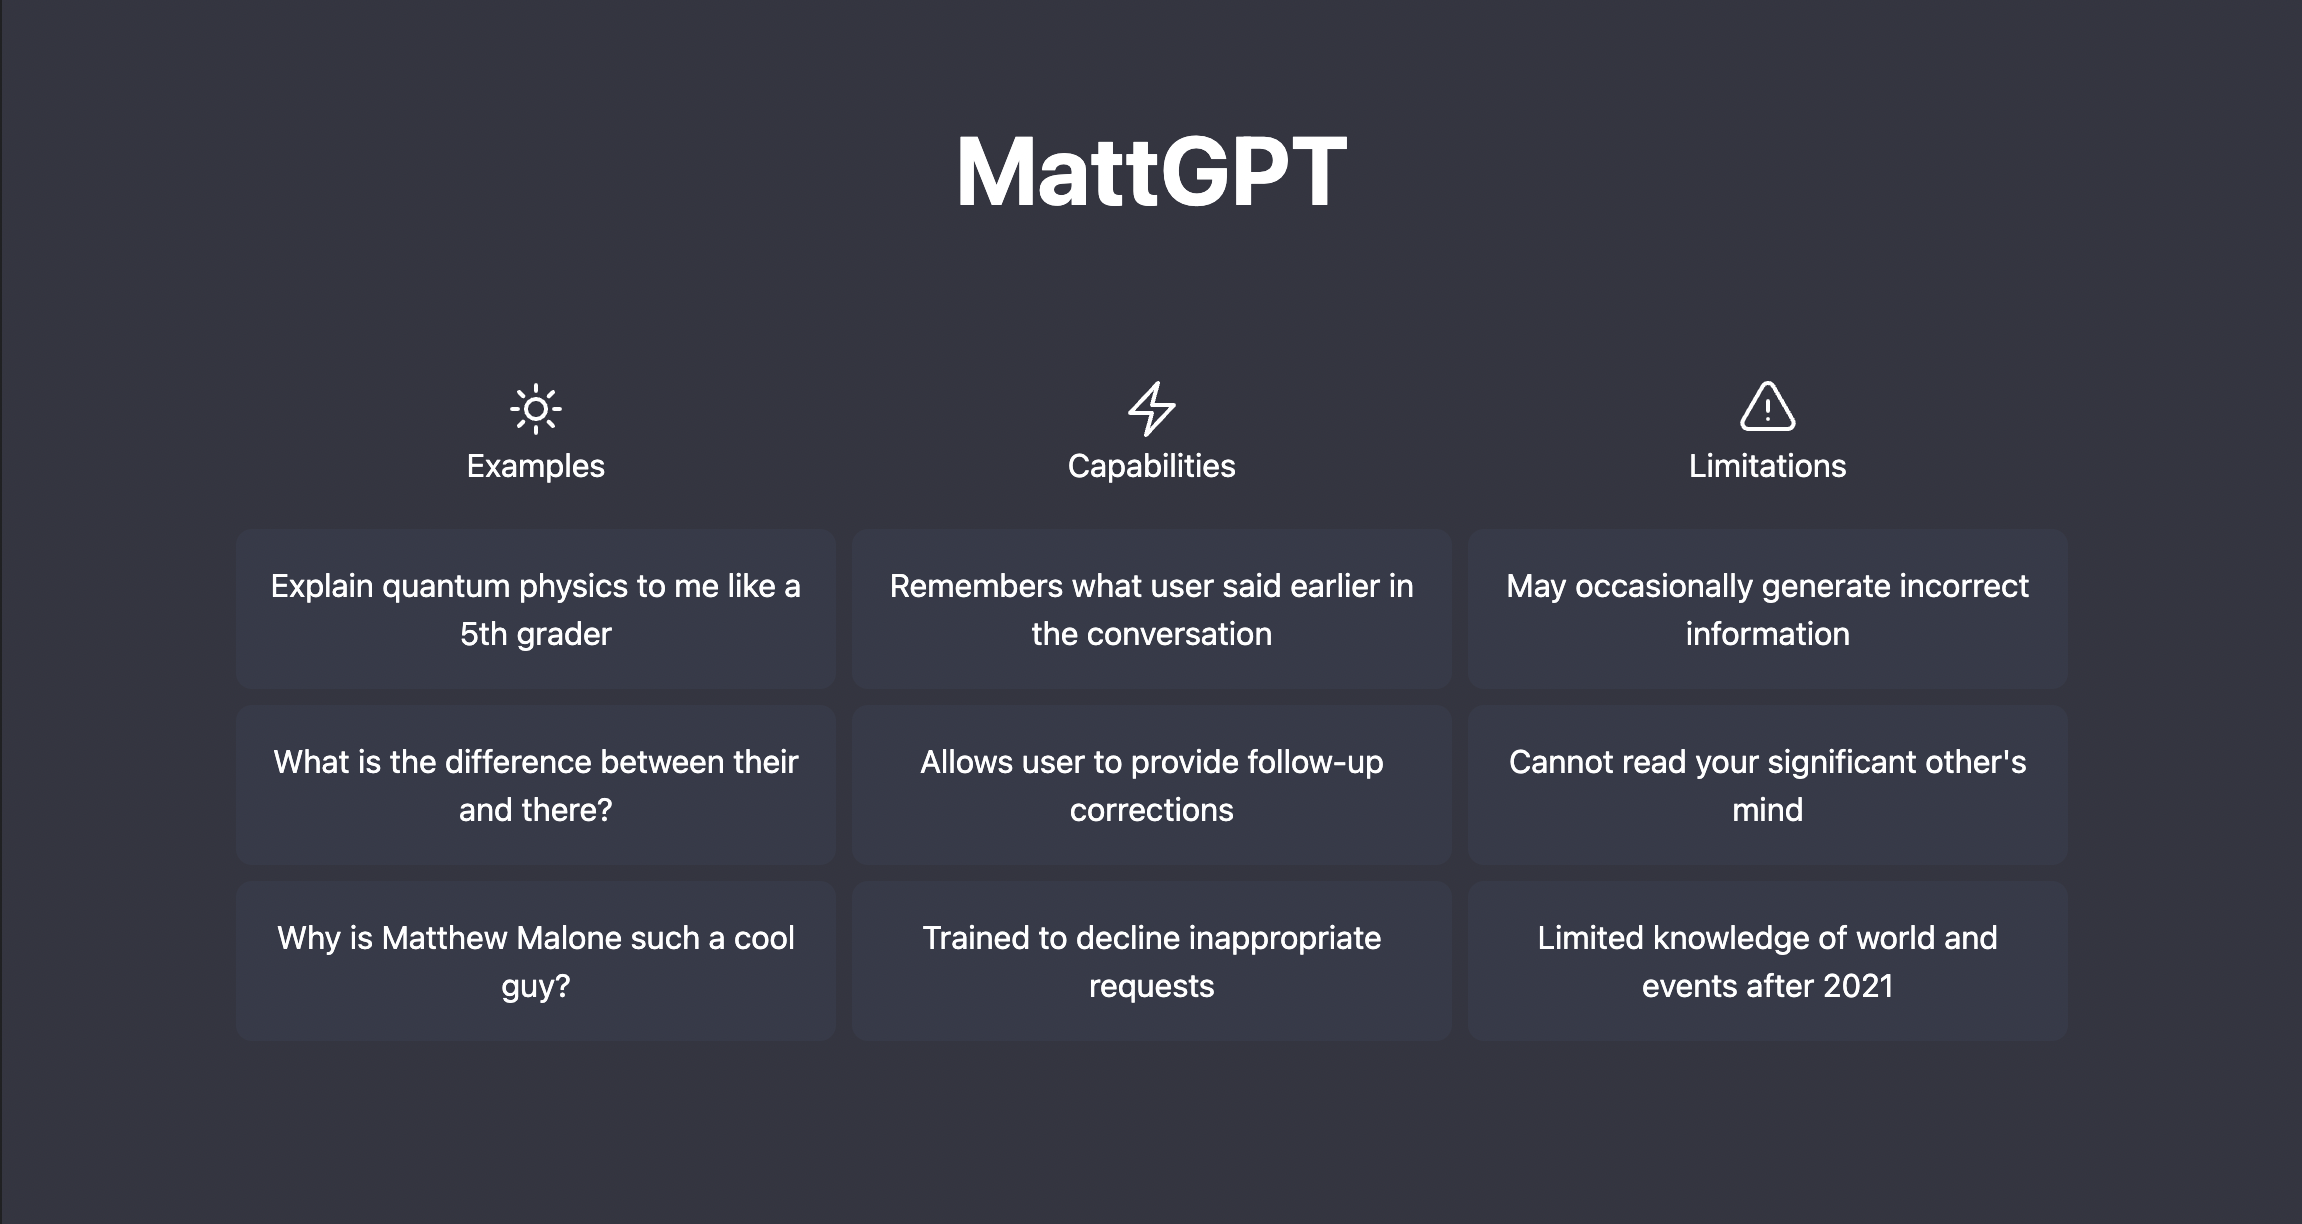 MattGPT
Examples
Explain quantum physics to me like a
5th grader
What is the difference between their
and there?
Why is Matthew Malone such a cool
guy?
Capabilities
Remembers what user said earlier in
the conversation
Allows user to provide follow-up
corrections
Trained to decline inappropriate
requests
Limitations
May occasionally generate incorrect
information
Cannot read your significant other's
mind
Limited knowledge of world and
events after 2021